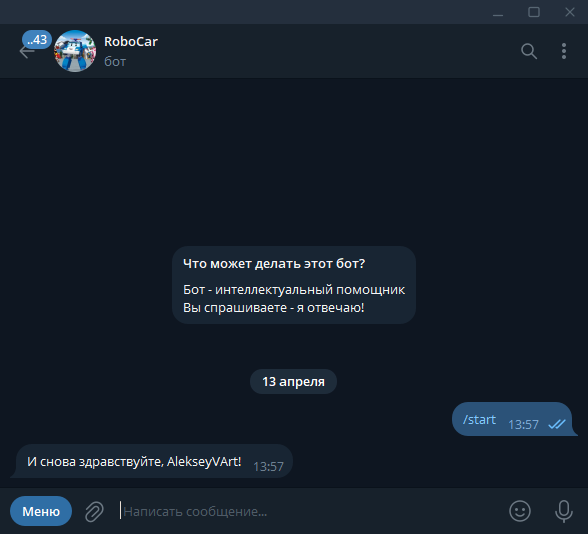 ..43
RoboCar
бот
Что может делать этот бот?
Бот - интеллектуальный помощник
Вы спрашиваете - я отвечаю!
13 апреля
/start 13:57
И снова здравствуйте, AlekseyVArt! 13:57
Меню
Написать сообщение...